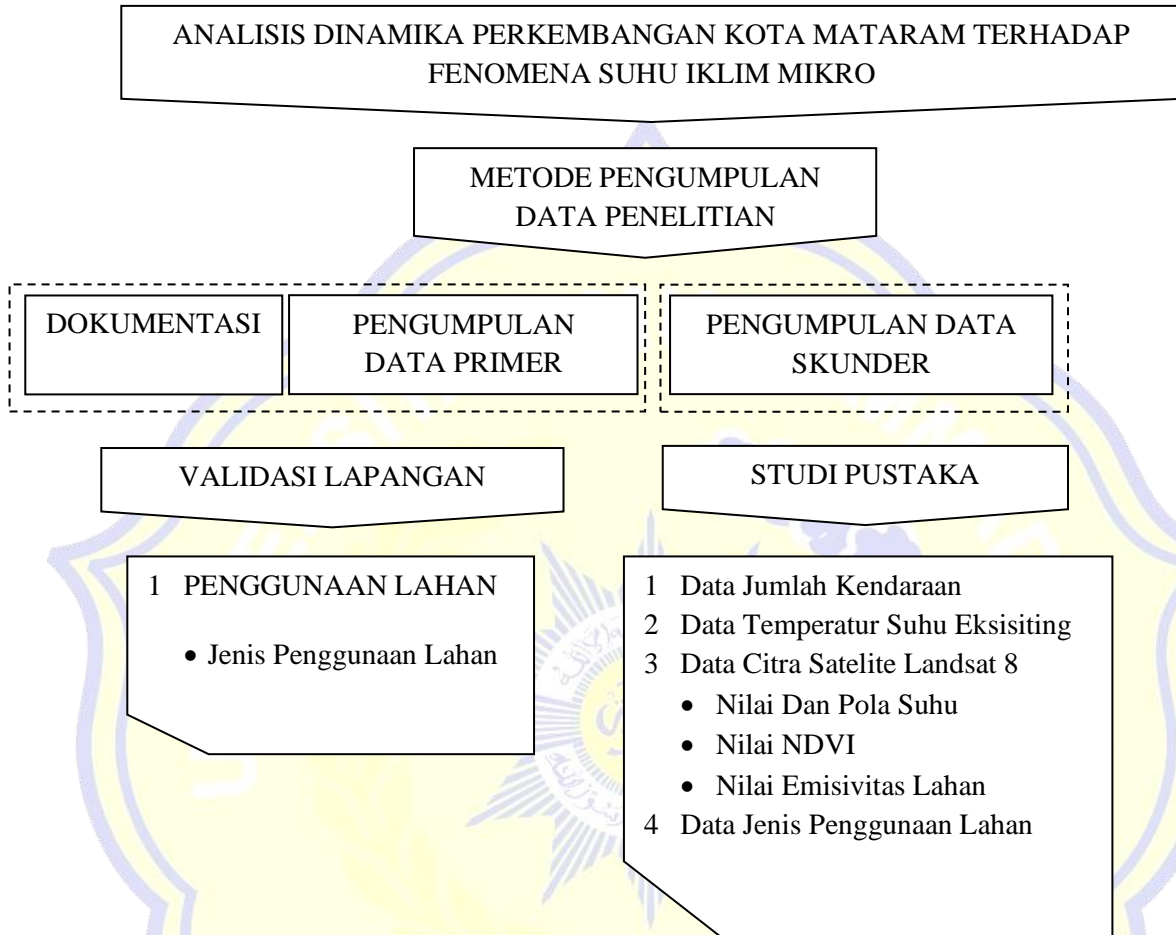 ANALISIS DINAMIKA PERKEMBANGAN KOTA MATARAM TERHADAP
FENOMENA SUHU IKLIM MIKRO
METODE PENGUMPULAN
DATA PENELITIAN
DOKUMENTASI
PENGUMPULAN
DATA PRIMER
PENGUMPULAN DATA
SKUNDER
VALIDASI LAPANGAN
STUDI PUSTAKA
1 PENGGUNAAN LAHAN
• Jenis Penggunaan Lahan
1 Data Jumlah Kendaraan
2 Data Temperatur Suhu Eksisiting
3 Data Citra Satelite Landsat 8
• Nilai Dan Pola Suhu
• Nilai NDVI
• Nilai Emisivitas Lahan
4 Data Jenis Penggunaan Lahan